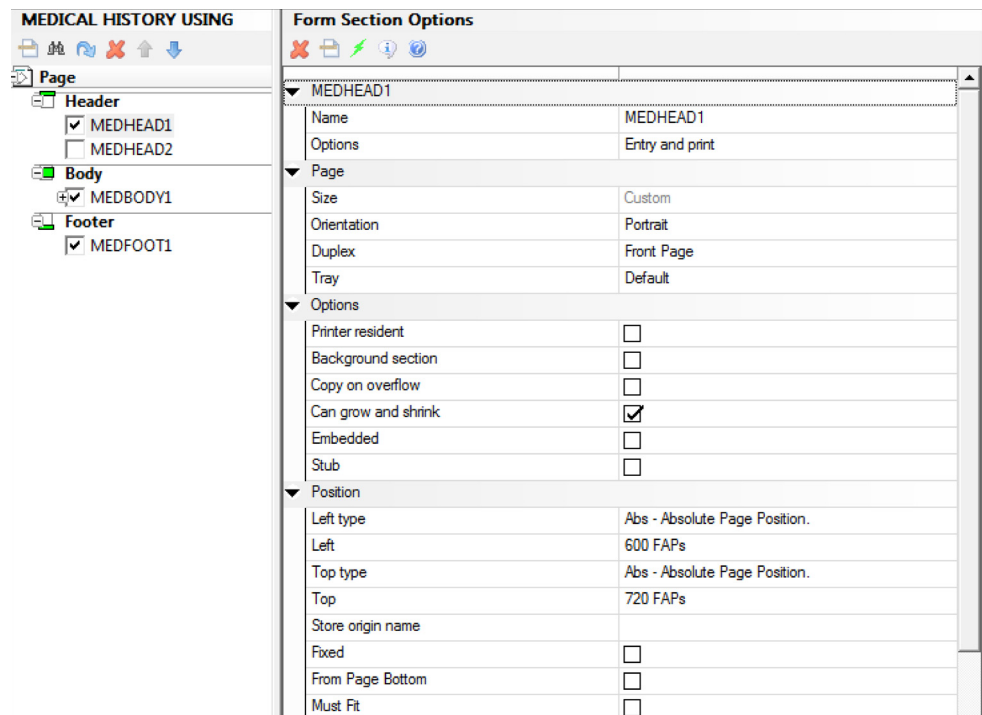 MEDICAL HISTORY USING
Page
Header
MEDHEAD1
MEDHEAD2
Body
MEDBODY1
Footer
MEDFOOT1
Form Section Options
MEDHEAD1
Name MEDHEAD1
Options Entry and print
Page
Size Custom
Orientation Portrait
Duplex Front Page
Tray Default
Options
Printer resident
Background section
Copy on overflow
Can grow and shrink
Embedded
Stub
Position
Left type Abs - Absolute Page Position.
Left 600 FAPs
Top type Abs - Absolute Page Position.
Top 720 FAPs
Store origin name
Fixed
From Page Bottom
Must Fit